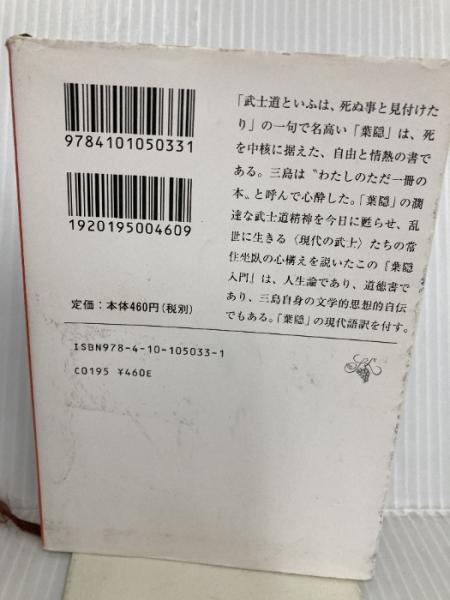 9784101050331
1920195004609
定価：本体460円(税別)
ISBN978-4-10-105033-1
C0195 ¥460E
「武士道といふは、死ぬ事と見付けた
り」の一句で名高い「葉隠」は、死
を中核に据えた、自由と情熱の書で
ある。三島は〝わたしのただ一冊の
本〟と呼んで心酔した。「葉隠」の濶
達な武士道精神を今日に甦らせ、乱
世に生きる〈現代の武士〉たちの常
住坐臥の心構えを説いたこの『葉隠
入門』は、人生論であり、道徳書で
あり、三島自身の文学的思想的自伝
でもある。「葉隠」の現代語訳を付す。